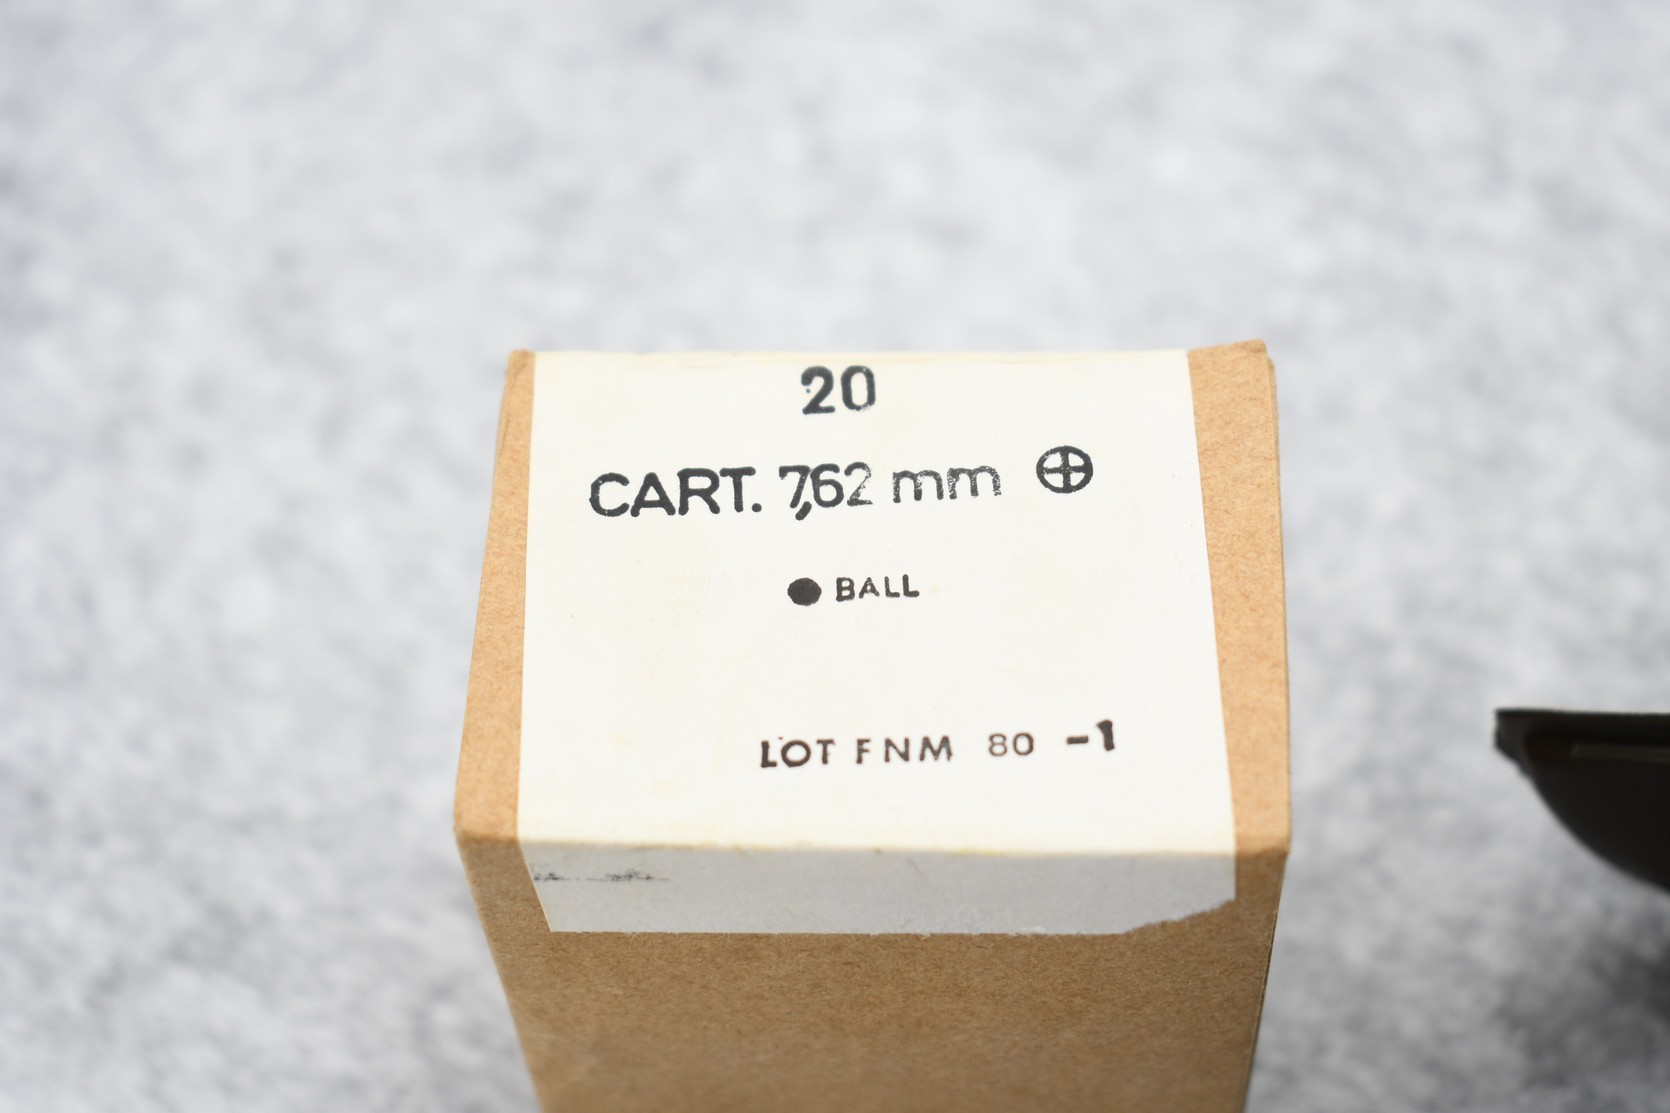 20
CART. 7,62 mm ⊕
● BALL
LOT FNM 80 -1